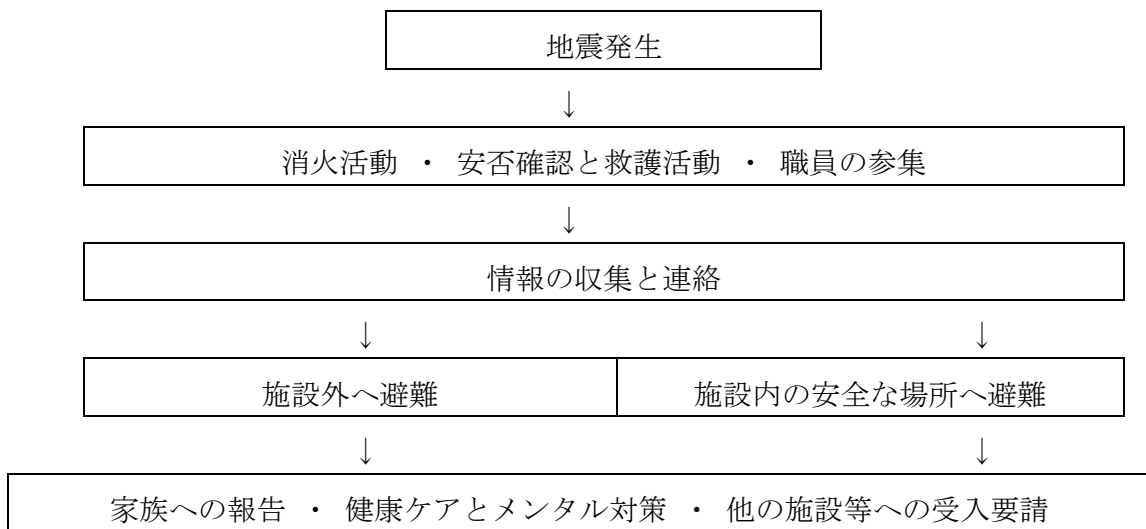 地震発生
↓
消火活動 ・ 安否確認と救護活動 ・ 職員の参集
↓
情報の収集と連絡
↓ ↓
施設外へ避難 施設内の安全な場所へ避難
↓ ↓
家族への報告 ・ 健康ケアとメンタル対策 ・ 他の施設等への受入要請